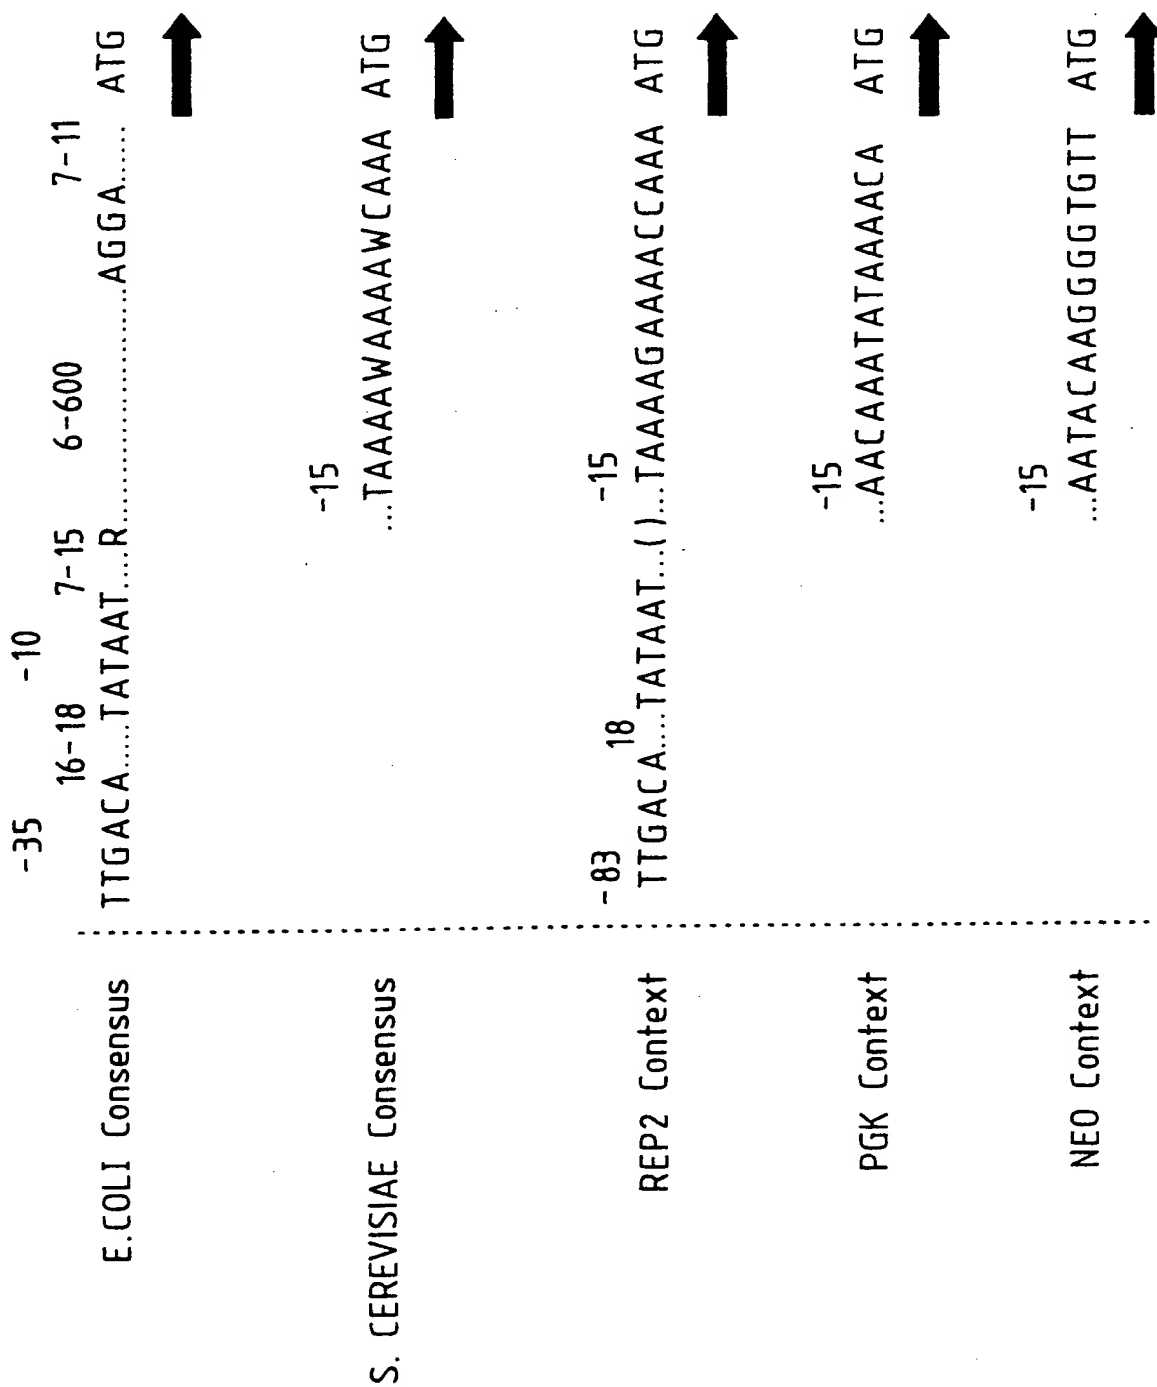 -35 -10
16-18 7-15 6-600 7-11
E.COLI Consensus TTGACA....TATAAT....R......................AGGA..... ATG
-15
S. CEREVISIAE Consensus ...TAAAAWAAAAWCAAA ATG
-83 18 -15
REP2 Context TTGACA....TATAAT...()...TAAAAGAAAACCAAA ATG
-15
PGK Context ...AACAAATATAAAACA ATG
-15
NEO Context ...AATACAAGGGGTGTT ATG